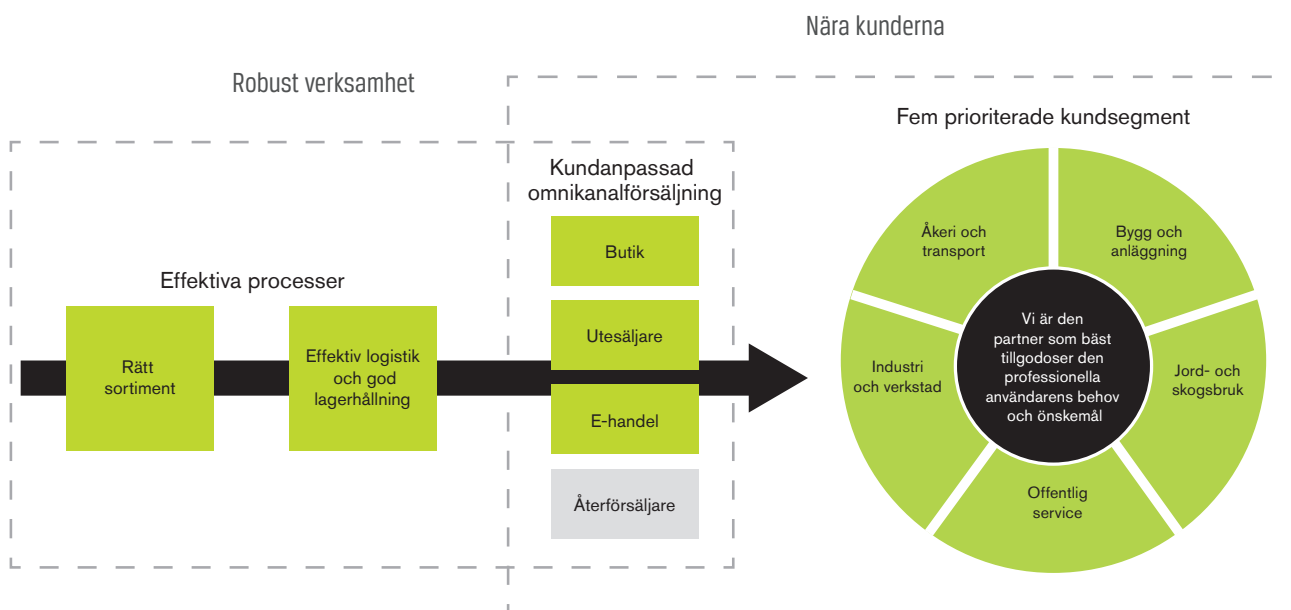 Nära kunderna
Robust verksamhet
Fem prioriterade kundsegment
Kundanpassad
omnikanalförsäljning
Butik
Utesäljare
E-handel
Återförsäljare
Effektiva processer
Rätt
sortiment
Effektiv logistik
och god
lagerhållning
Åkeri och
transport
Bygg och
anläggning
Industri
och verkstad
Vi är den
partner som bäst
tillgodoser den
professionella
användarens behov
och önskemål
Jord- och
skogsbruk
Offentlig
service